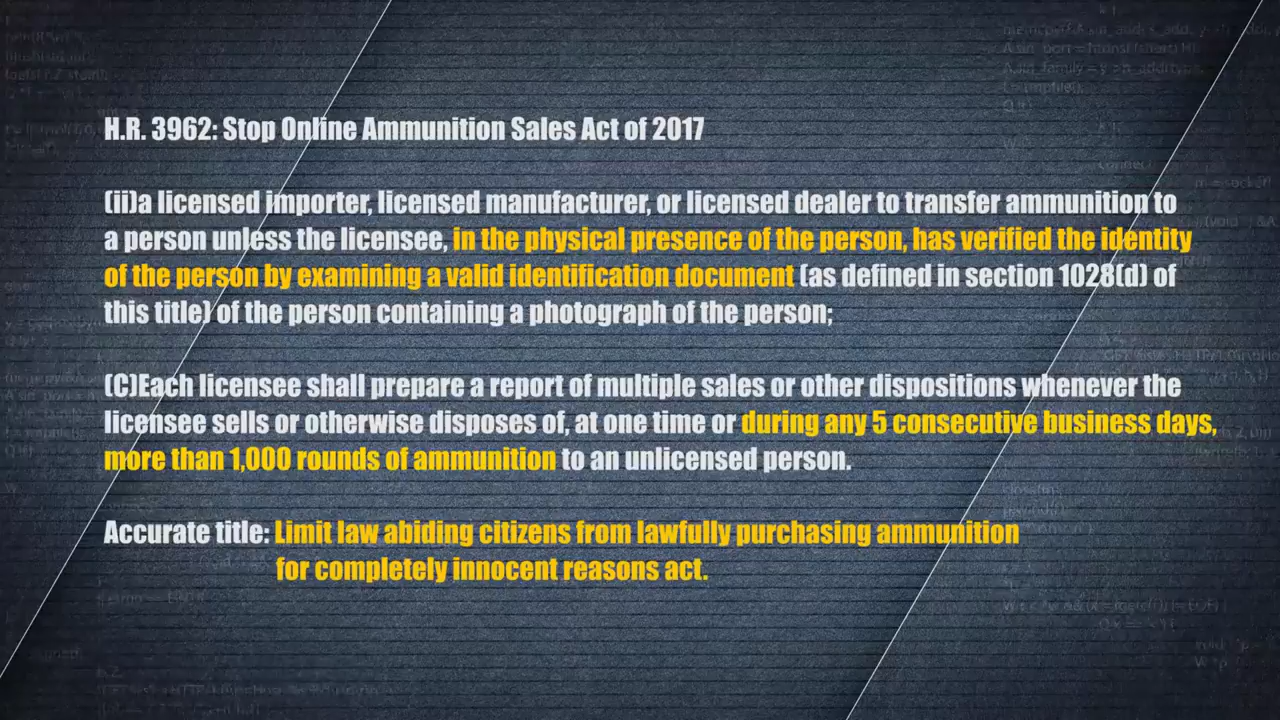 H.R. 3962: Stop Online Ammunition Sales Act of 2017
(ii)a licensed importer, licensed manufacturer, or licensed dealer to transfer ammunition to
a person unless the licensee, in the physical presence of the person, has verified the identity
of the person by examining a valid identification document (as defined in section 1028(d) of
this title) of the person containing a photograph of the person;
(C)Each licensee shall prepare a report of multiple sales or other dispositions whenever the
licensee sells or otherwise disposes of, at one time or during any 5 consecutive business days,
more than 1,000 rounds of ammunition to an unlicensed person.
Accurate title: Limit law abiding citizens from lawfully purchasing ammunition
for completely innocent reasons act.